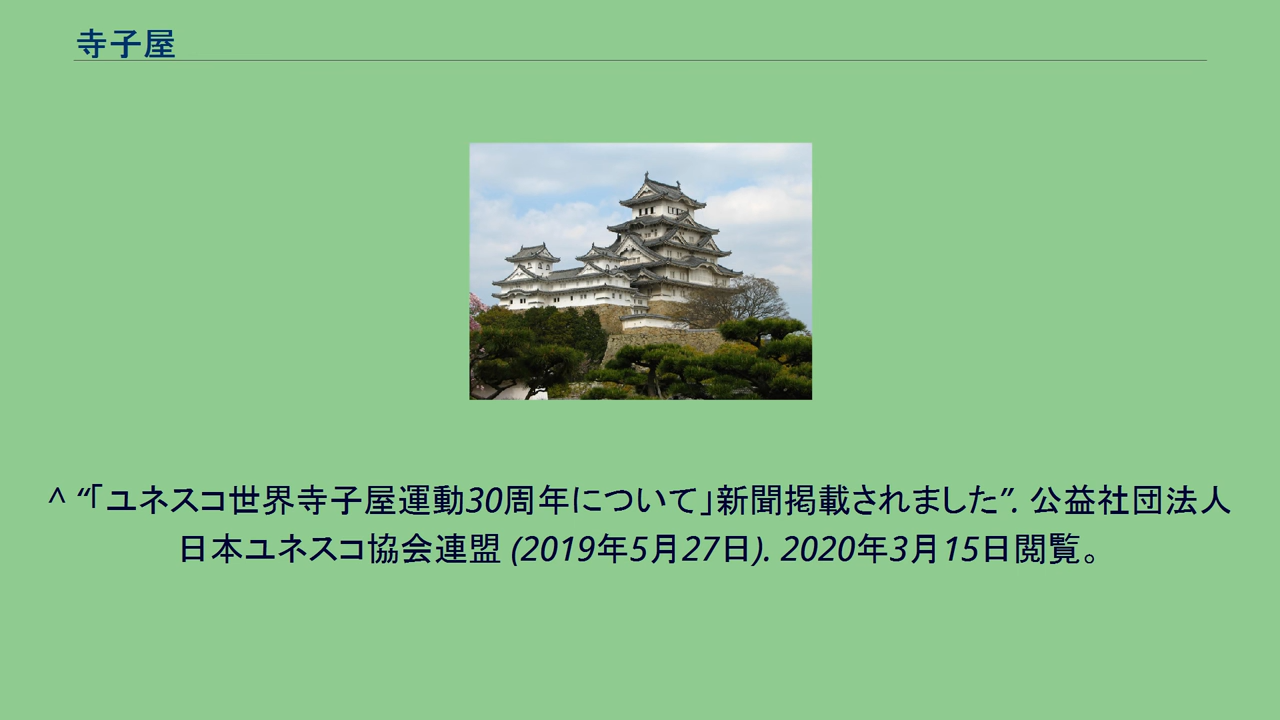 寺子屋
^ “「ユネスコ世界寺子屋運動30周年について」新聞掲載されました”. 公益社団法人
日本ユネスコ協会連盟 (2019年5月27日). 2020年3月15日閲覧。